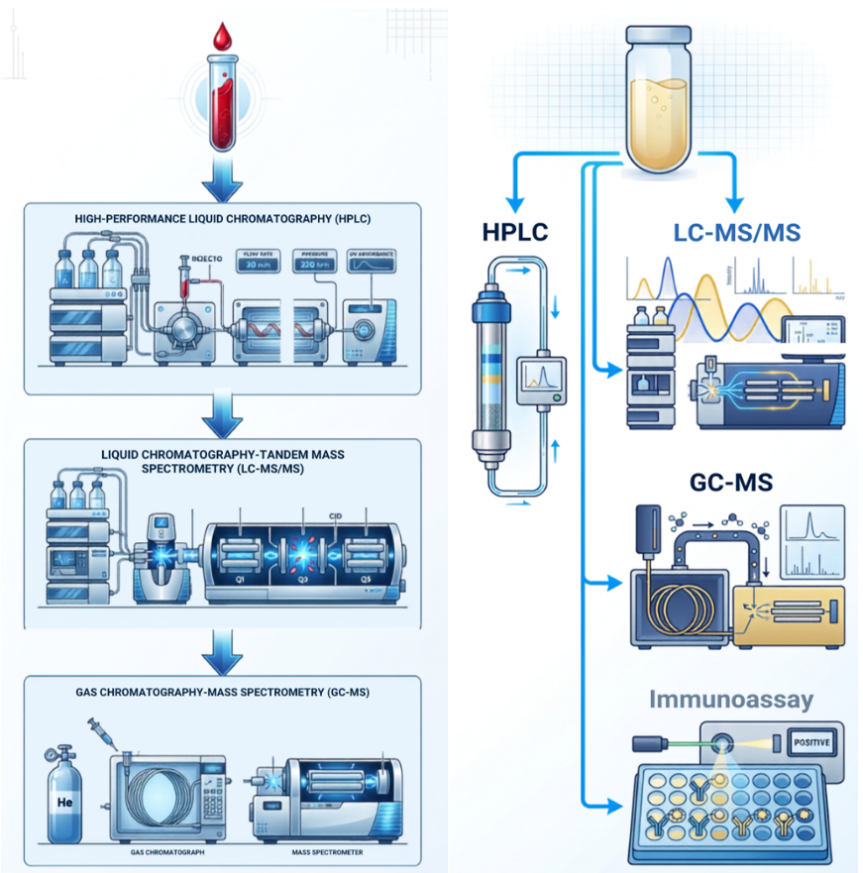 HIGH-PERFORMANCE LIQUID CHROMATOGRAPHY (HPLC)
INJECTO
FLOW RATE
PRESSURE
UV ABSORBANCE
LIQUID CHROMATOGRAPHY-TANDEM MASS
SPECTROMETRY (LC-MS/MS)
CID
Q1
Q3
GAS CHROMATOGRAPHY-MASS SPECTROMETRY (GC-MS)
He
GAS CHROMATOGRAPH
MASS SPECTROMETER
HPLC
LC-MS/MS
Intensity
GC-MS
Immunoassay
POSITIVE